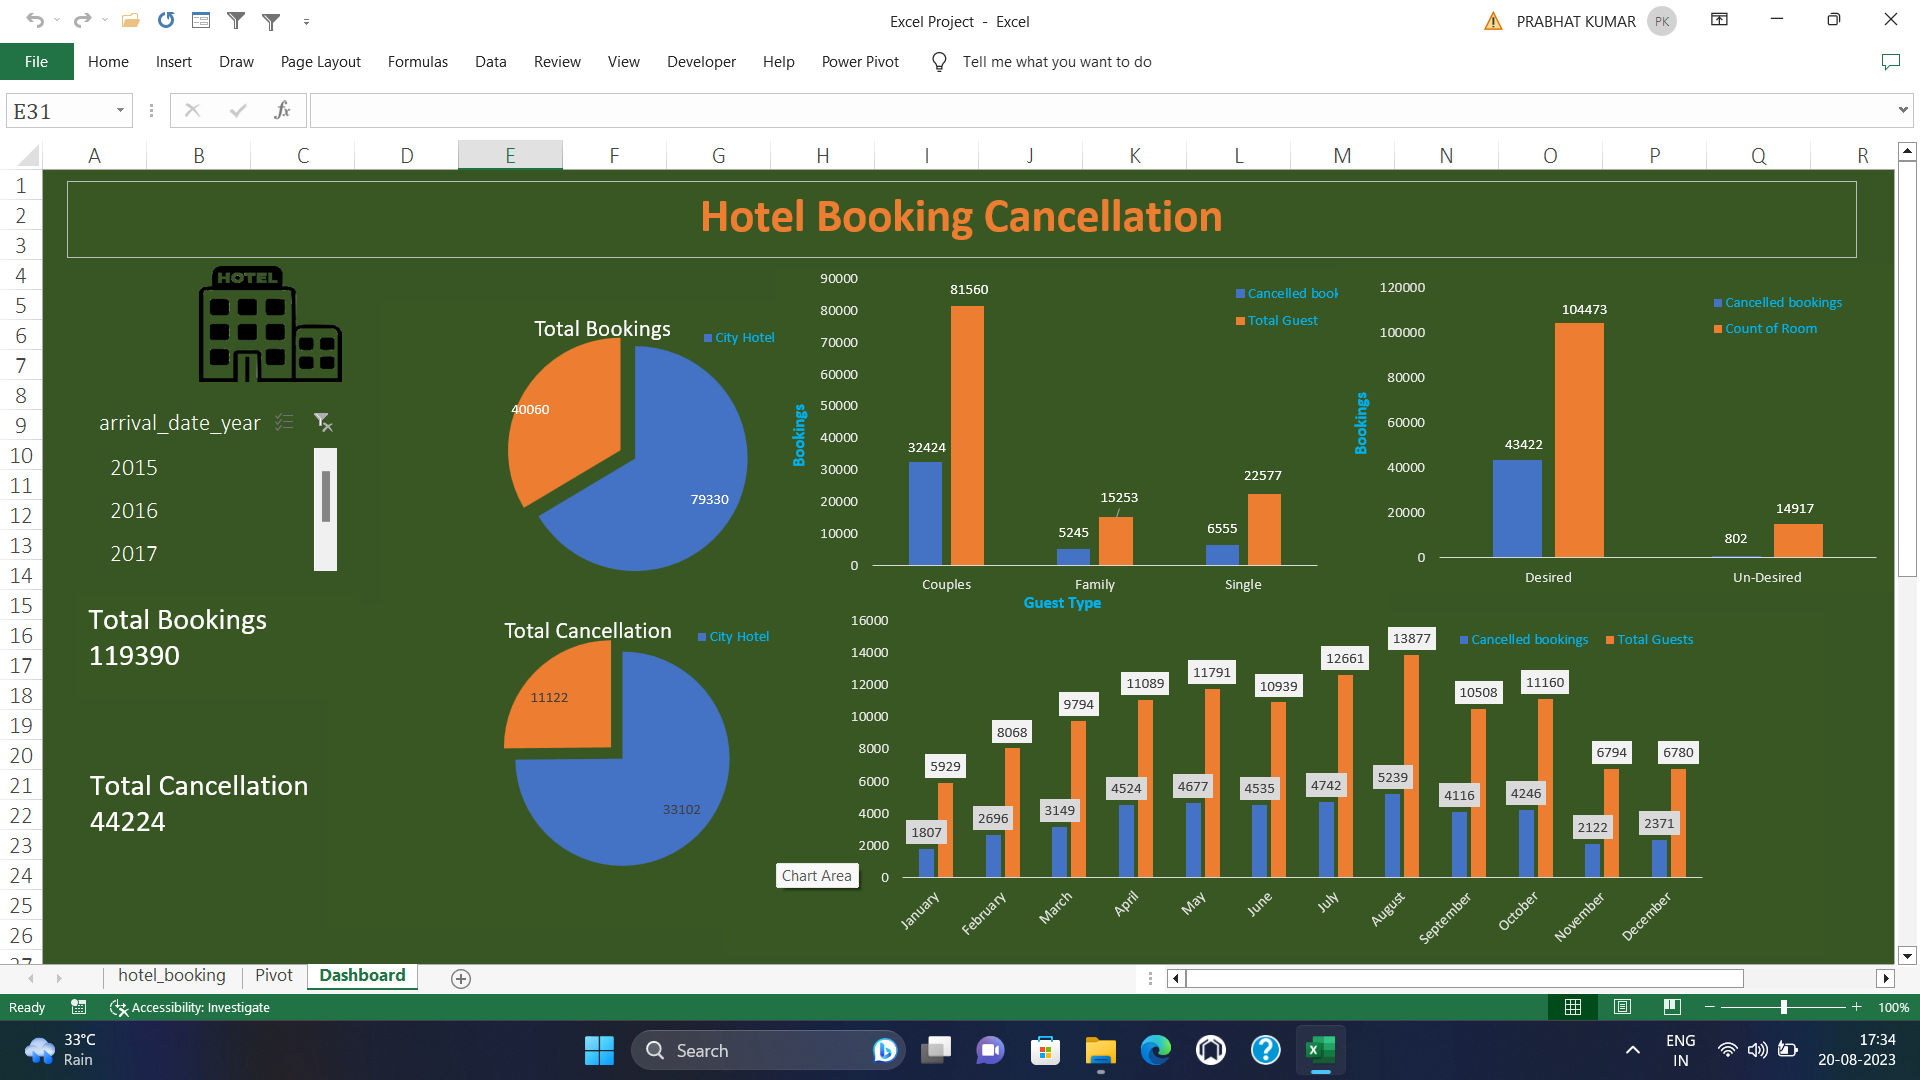 Excel Project - Excel
PRABHAT KUMAR PK
File Home Insert Draw Page Layout Formulas Data Review View Developer Help Power Pivot Tell me what you want to do
E31 fx
A B C D E F G H I J K L M N O P Q R
1
2
3
4
5
6
7
8
9
10
11
12
13
14
15
16
17
18
19
20
21
22
23
24
25
26
Hotel Booking Cancellation
HOTEL
arrival_date_year
2015
2016
2017
Total Bookings
119390
Total Cancellation
44224
Total Bookings
City Hotel
40060
79330
Total Cancellation
City Hotel
11122
33102
Chart Area
90000
80000
70000
60000
50000
40000
30000
20000
10000
0
Bookings
Cancelled book
Total Guest
81560
32424
15253
5245
22577
6555
Couples Family Single
Guest Type
120000
100000
80000
60000
40000
20000
0
Bookings
Cancelled bookings
Count of Room
104473
43422
14917
802
Desired Un-Desired
16000
14000
12000
10000
8000
6000
4000
2000
0
Cancelled bookings Total Guests
5929 8068 9794 11089 11791 10939 12661 13877 10508 11160 6794 6780
1807 2696 3149 4524 4677 4535 4742 5239 4116 4246 2122 2371
January February March April May June July August September October November December
hotel_booking Pivot Dashboard
Ready Accessibility: Investigate 100%
33°C
Rain
Search
ENG
IN
17:34
20-08-2023